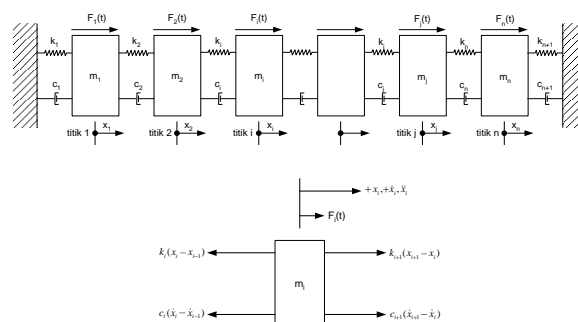 F₁(t) F₂(t) Fᵢ(t) Fⱼ(t) Fₙ(t)
k₁ k₂ kᵢ kⱼ kₙ kₙ₊₁
m₁ m₂ mᵢ mⱼ mₙ
c₁ c₂ cᵢ cⱼ cₙ cₙ₊₁
x₁ x₂ xᵢ xⱼ xₙ
titik 1 titik 2 titik i titik j titik n
+xᵢ,+ẋᵢ,ẍᵢ
Fᵢ(t)
kᵢ(xᵢ−xᵢ₋₁) kᵢ₊₁(xᵢ₊₁−xᵢ)
mᵢ
cᵢ(ẋᵢ−ẋᵢ₋₁) cᵢ₊₁(ẋᵢ₊₁−ẋᵢ)